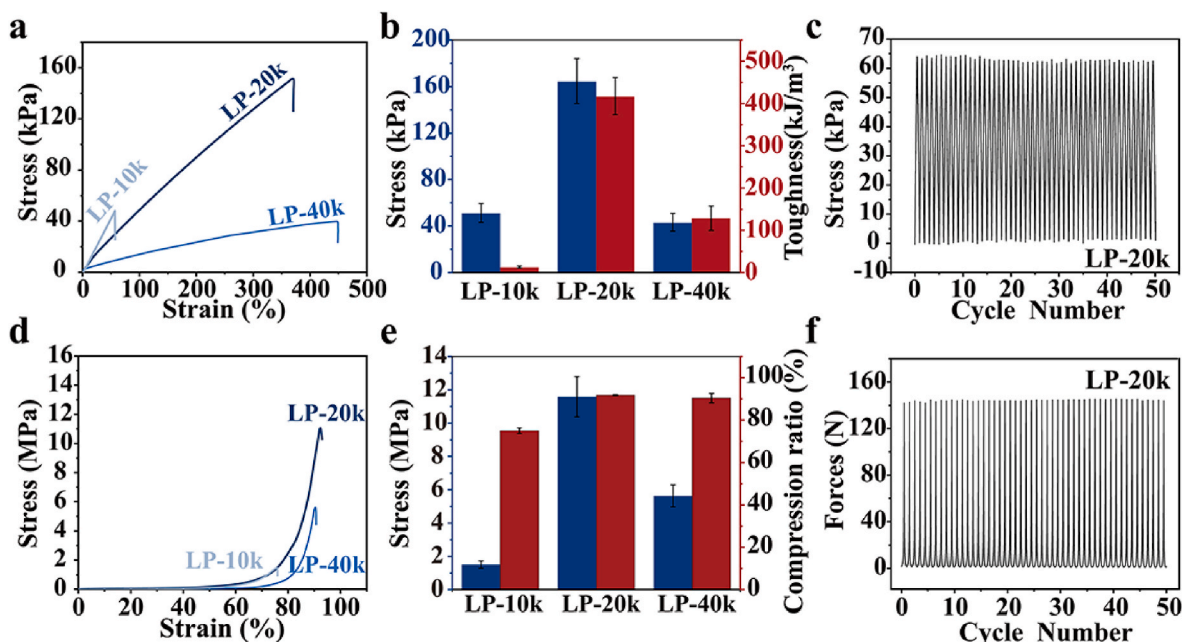 a
Stress (kPa)
160
120
80
40
0
LP-20k
LP-10k
LP-40k
0 100 200 300 400 500
Strain (%)
b
Stress (kPa)
200
160
120
80
40
0
Toughness(kJ/m³)
500
400
300
200
100
0
LP-10k LP-20k LP-40k
c
Stress (kPa)
70
60
50
40
30
20
10
0
-10
LP-20k
0 10 20 30 40 50
Cycle Number
d
Stress (MPa)
16
14
12
10
8
6
4
2
0
LP-20k
LP-10k
LP-40k
0 20 40 60 80 100
Strain (%)
e
Stress (MPa)
14
12
10
8
6
4
2
0
Compression ratio (%)
100
80
60
40
20
0
LP-10k LP-20k LP-40k
f
Forces (N)
160
120
80
40
0
LP-20k
0 10 20 30 40 50
Cycle Number